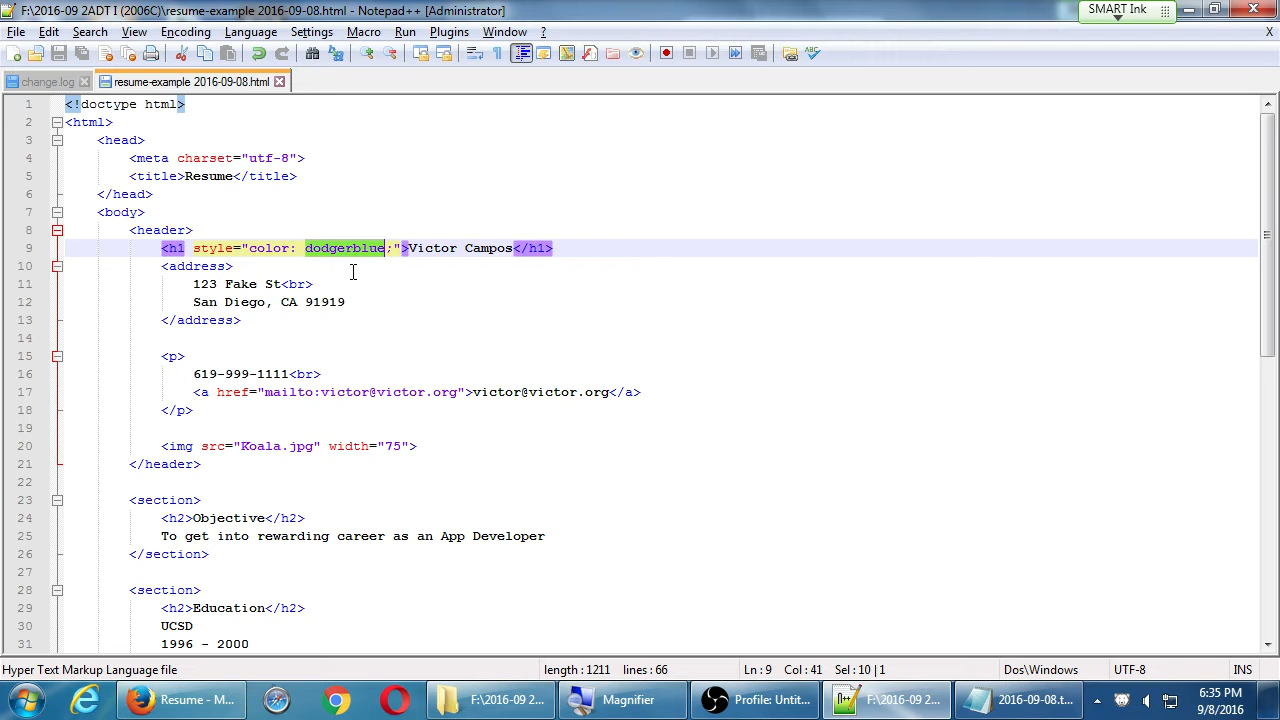 F:\2016-09 2ADT I (2006C)\resume-example 2016-09-08.html - Notepad++ [Administrator]
SMART Ink
File Edit Search View Encoding Language Settings Macro Run Plugins Window ? X
change.log resume-example 2016-09-08.html
1 <!doctype html>
2 <html>
3 <head>
4 <meta charset="utf-8">
5 <title>Resume</title>
6 </head>
7 <body>
8 <header>
9 <h1 style="color: dodgerblue;">Victor Campos</h1>
10 <address>
11 123 Fake St<br>
12 San Diego, CA 91919
13 </address>
14
15 <p>
16 619-999-1111<br>
17 <a href="mailto:victor@victor.org">victor@victor.org</a>
18 </p>
19
20 <img src="Koala.jpg" width="75">
21 </header>
22
23 <section>
24 <h2>Objective</h2>
25 To get into rewarding career as an App Developer
26 </section>
27
28 <section>
29 <h2>Education</h2>
30 UCSD
31 1996 - 2000
Hyper Text Markup Language file length : 1211 lines : 66 Ln : 9 Col : 41 Sel : 10 | 1 Dos\Windows UTF-8 INS
Resume - M... F:\2016-09 2... Magnifier Profile: Untit... F:\2016-09 2... 2016-09-08.t... 6:35 PM
9/8/2016